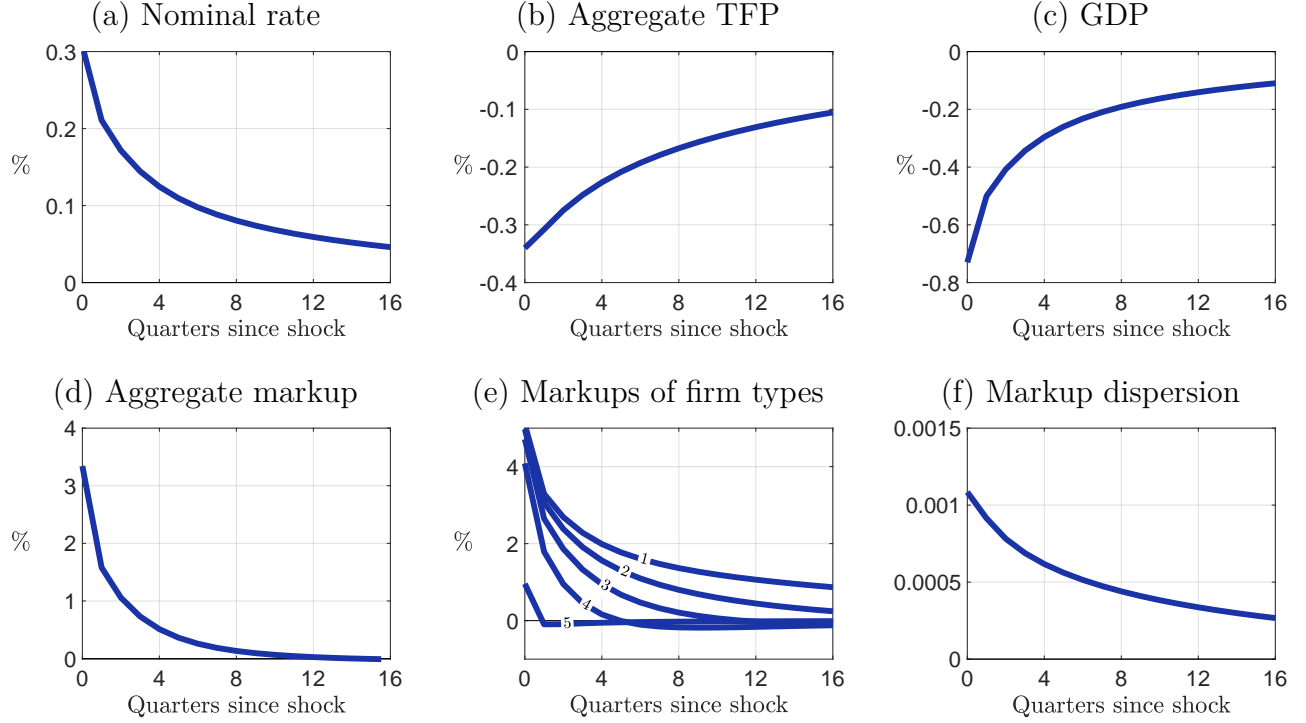 (a) Nominal rate
0.3
0.2
0.1
0
%
0 4 8 12 16
Quarters since shock
(b) Aggregate TFP
0
-0.1
-0.2
-0.3
-0.4
%
0 4 8 12 16
Quarters since shock
(c) GDP
0
-0.2
-0.4
-0.6
-0.8
%
0 4 8 12 16
Quarters since shock
(d) Aggregate markup
4
3
2
1
0
%
0 4 8 12 16
Quarters since shock
(e) Markups of firm types
4
2
0
%
1
2
3
4
5
0 4 8 12 16
Quarters since shock
(f) Markup dispersion
0.0015
0.001
0.0005
0
0 4 8 12 16
Quarters since shock